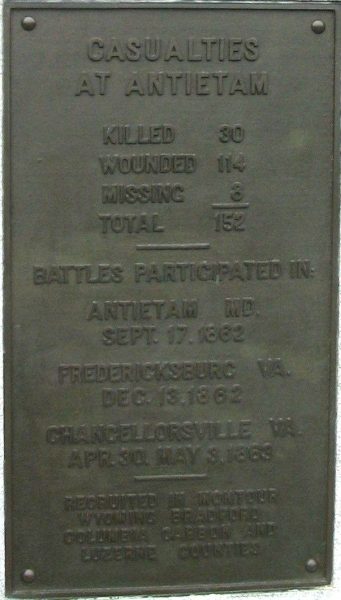 CASUALTIES
AT ANTIETAM
KILLED 30
WOUNDED 114
MISSING 8
TOTAL 152
BATTLES PARTICIPATED IN:
ANTIETAM MD.
SEPT. 17. 1862
FREDERICKSBURG VA.
DEC. 13. 1862
CHANCELLORSVILLE VA.
APR. 30. MAY 3. 1863
RECRUITED IN MONTOUR
WYOMING BRADFORD
COLUMBIA CARBON AND
LUZERNE COUNTIES